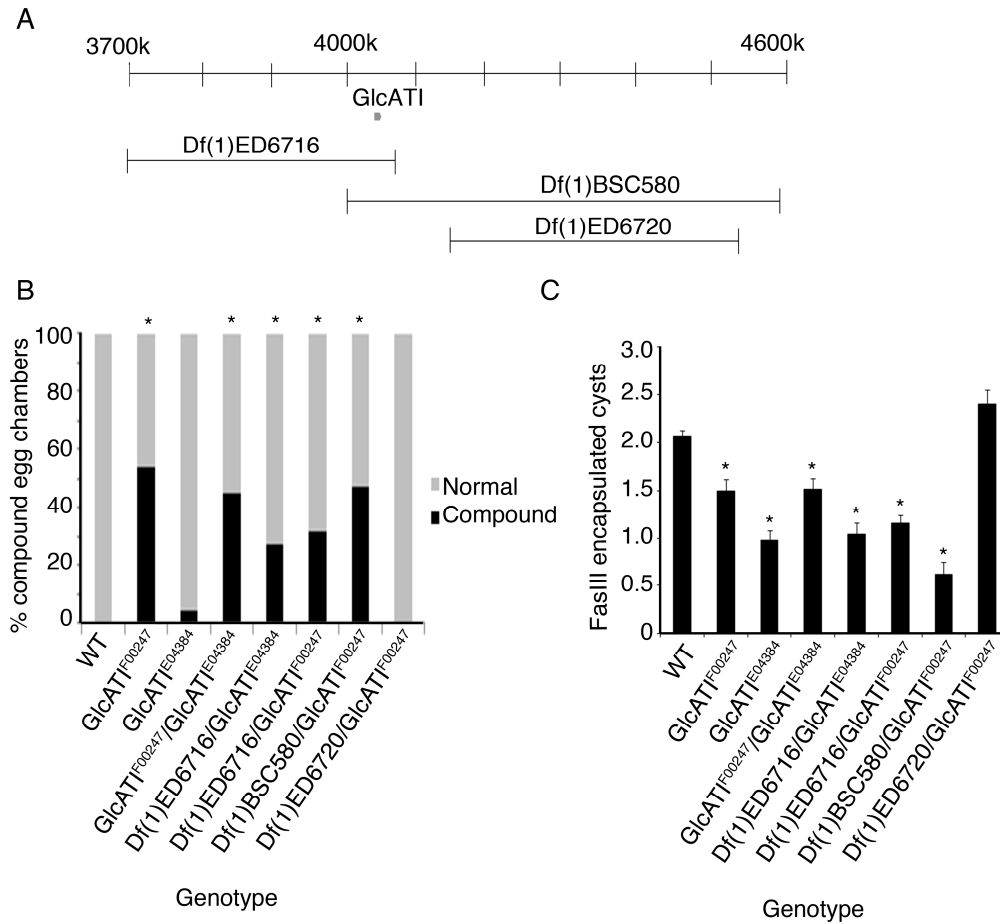 A
3700k 4000k 4600k
GlcATI
Df(1)ED6716
Df(1)BSC580
Df(1)ED6720
B
% compound egg chambers
100
80
60
40
20
0
* * * * *
WT
GlcATI^F00247
GlcATI^E04384
GlcATI^F00247/GlcATI^E04384
Df(1)ED6716/GlcATI^E04384
Df(1)ED6716/GlcATI^F00247
Df(1)BSC580/GlcATI^F00247
Df(1)ED6720/GlcATI^F00247
Genotype
Normal
Compound
C
FasIII encapsulated cysts
3.0
2.5
2.0
1.5
1.0
0.5
0
* * * * * *
WT
GlcATI^F00247
GlcATI^E04384
GlcATI^F00247/GlcATI^E04384
Df(1)ED6716/GlcATI^E04384
Df(1)ED6716/GlcATI^F00247
Df(1)BSC580/GlcATI^F00247
Df(1)ED6720/GlcATI^F00247
Genotype